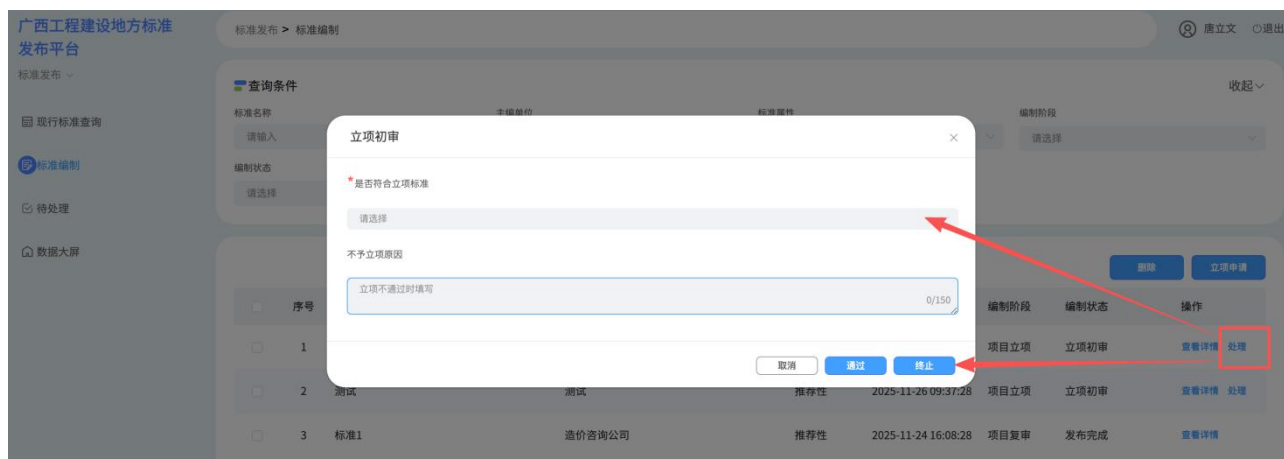 广西工程建设地方标准
发布平台
标准发布 > 标准编制
唐立文 退出
标准发布
查询条件
收起
标准名称 主编单位 标准属性 编制阶段
请输入 请选择
现行标准查询
标准编制
待处理
数据大屏
编制状态
请选择
立项初审
*是否符合立项标准
请选择
不予立项原因
立项不通过时填写
0/150
取消 通过 终止
删除 立项申请
序号 编制阶段 编制状态 操作
1 项目立项 立项初审 查看详情 处理
2 测试 测试 推荐性 2025-11-26 09:37:28 项目立项 立项初审 查看详情 处理
3 标准1 造价咨询公司 推荐性 2025-11-24 16:08:28 项目复审 发布完成 查看详情